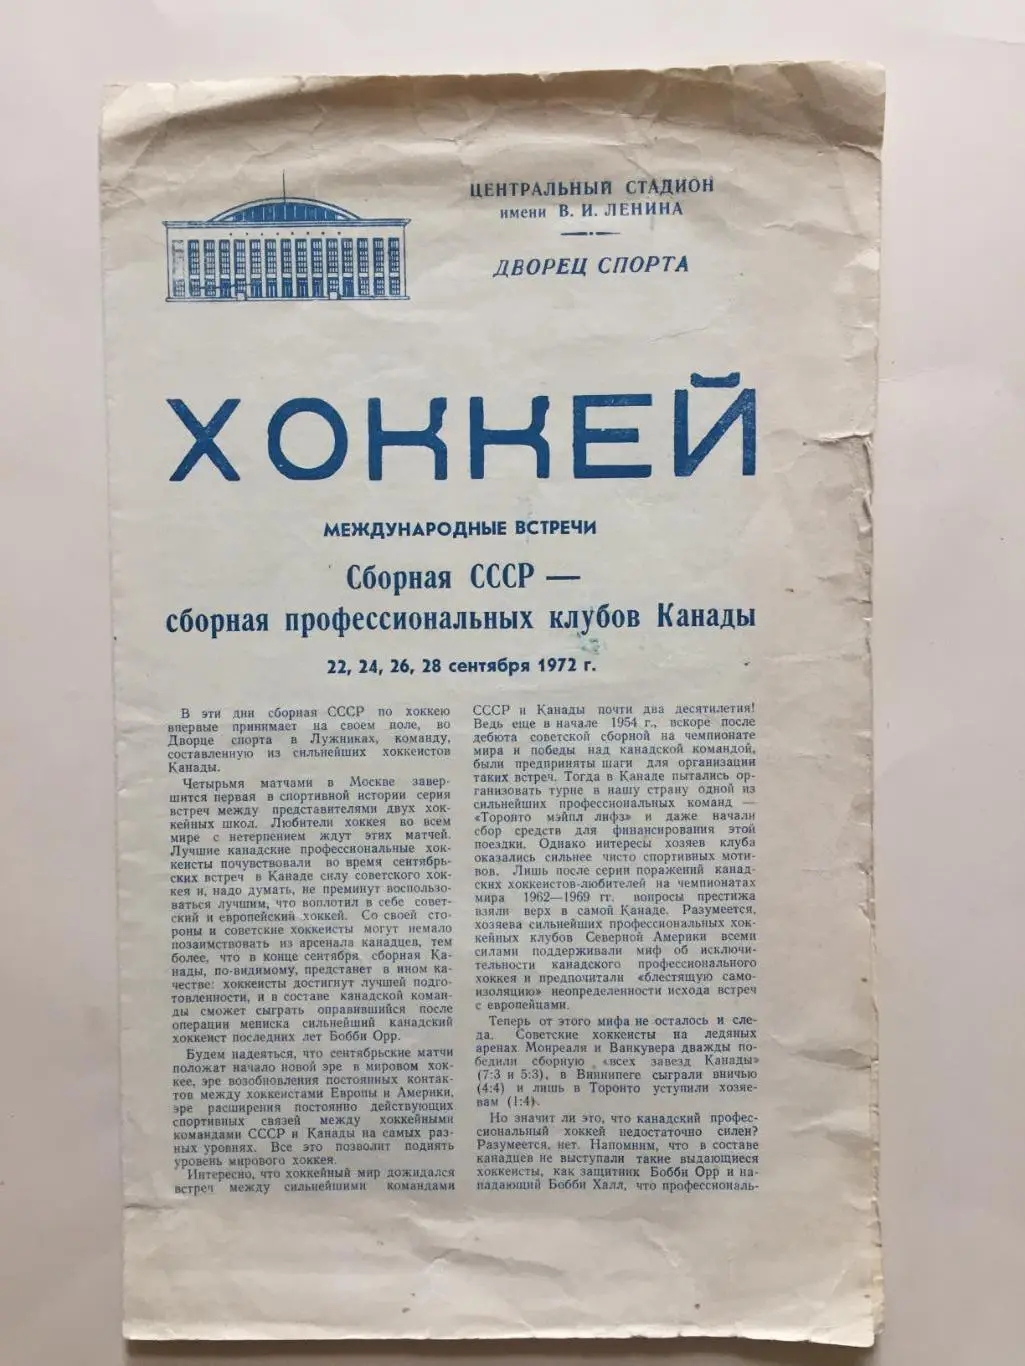 ЦЕНТРАЛЬНЫЙ СТАДИОН
имени В. И. ЛЕНИНА
ДВОРЕЦ СПОРТА
ХОККЕЙ
МЕЖДУНАРОДНЫЕ ВСТРЕЧИ
Сборная СССР —
сборная профессиональных клубов Канады
22, 24, 26, 28 сентября 1972 г.
В эти дни сборная СССР по хоккею
впервые принимает на своем поле, во
Дворце спорта в Лужниках, команду,
составленную из сильнейших хоккеистов
Канады.
Четырьмя матчами в Москве завер-
шится первая в спортивной истории серия
встреч между представителями двух хок-
кейных школ. Любители хоккея во всем
мире с нетерпением ждут этих матчей.
Лучшие канадские профессиональные хок-
кеисты почувствовали во время сентябрь-
ских встреч в Канаде силу советского хок-
кея и, надо думать, не преминут воспользо-
ваться лучшим, что воплотил в себе совет-
ский и европейский хоккей. Со своей сто-
роны и советские хоккеисты могут немало
позаимствовать из арсенала канадцев, тем
более, что в конце сентября сборная Ка-
нады, по-видимому, предстанет в ином ка-
честве: хоккеисты достигнут лучшей подго-
товленности, и в составе канадской коман-
ды сможет сыграть оправившийся после
операции мениска сильнейший канадский
хоккеист последних лет Бобби Орр.
Будем надеяться, что сентябрьские матчи
положат начало новой эре в мировом хок-
кее, эре возобновления постоянных контак-
тов между хоккеистами Европы и Америки,
эре расширения постоянно действующих
спортивных связей между хоккейными
командами СССР и Канады на самых раз-
ных уровнях. Все это позволит поднять
уровень мирового хоккея.
Интересно, что хоккейный мир дожидался
встреч между сильнейшими командами
СССР и Канады почти два десятилетия!
Ведь еще в начале 1954 г., вскоре после
дебюта советской сборной на чемпионате
мира и победы над канадской командой,
были предприняты шаги для организации
таких встреч. Тогда в Канаде пытались ор-
ганизовать турне в нашу страну одной из
сильнейших профессиональных команд —
«Торонто мэйпл лифз» и даже начали
сбор средств для финансирования этой
поездки. Однако интересы хозяев клуба
оказались сильнее чисто спортивных моти-
вов. Лишь после серии поражений канад-
ских хоккеистов-любителей на чемпионатах
мира 1962—1969 гг. вопросы престижа
взяли верх в самой Канаде. Разумеется,
хозяева сильнейших профессиональных хок-
кейных клубов Северной Америки всеми
силами поддерживали миф об исключи-
тельности канадского профессионального
хоккея и предпочитали «блестящую само-
изоляцию» неопределенности исхода встреч
с европейцами.
Теперь от этого мифа не осталось и сле-
да. Советские хоккеисты на ледяных
аренах Монреаля и Ванкувера дважды по-
бедили сборную «всех завезд Канады»
(7:3 и 5:3), в Виннипеге сыграли вничью
(4:4) и лишь в Торонто уступили хозяе-
вам (1:4).
Но значит ли это, что канадский профес-
сиональный хоккей недостаточно силен?
Разумеется, нет. Напомним, что в составе
канадцев не выступали такие выдающиеся
хоккеисты, как защитник Бобби Орр и на-
падающий Бобби Халл, что профессиональ-